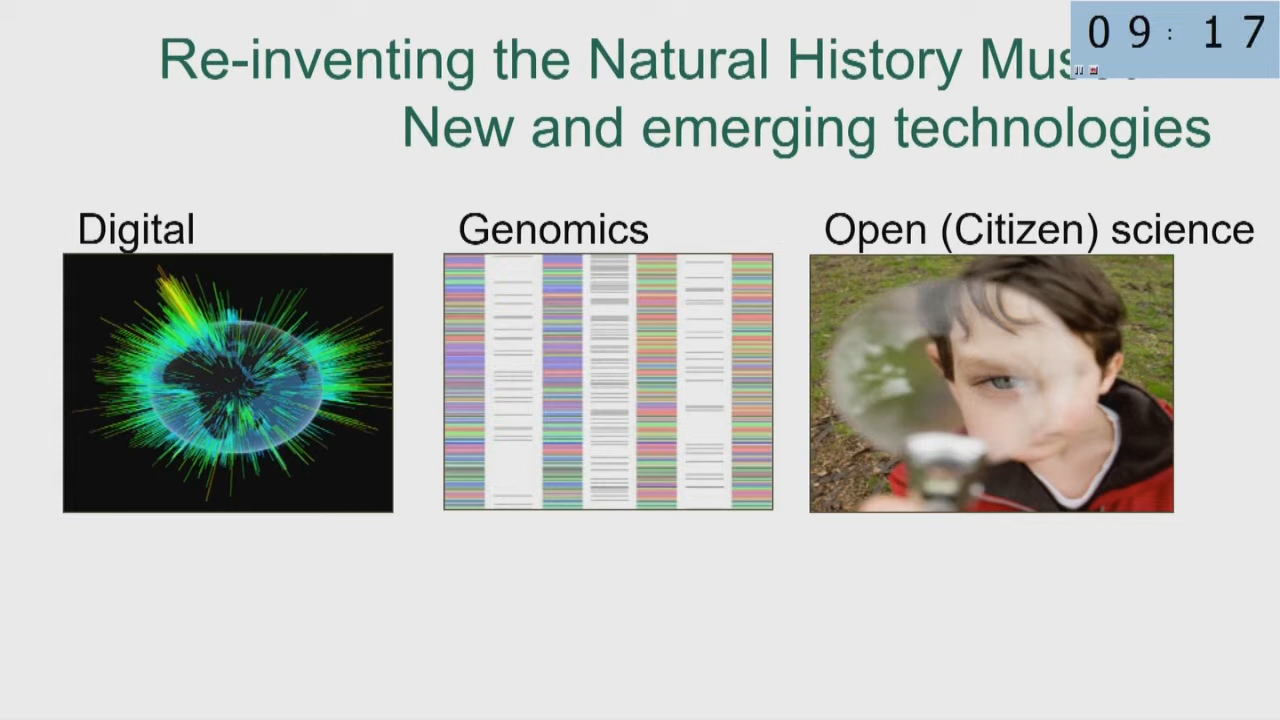 Re-inventing the Natural History
New and emerging technologies
09:17
Digital
Genomics
Open (Citizen) science